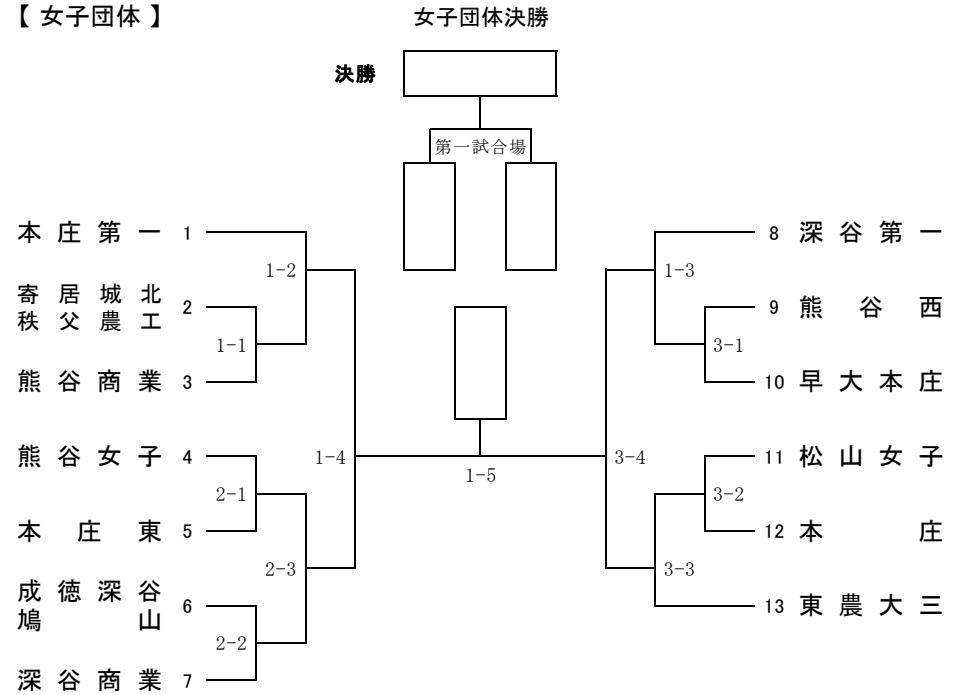 【 女子団体 】
女子団体決勝
決勝
第一試合場
本庄第一 1
1-2
寄居城北
秩父農工 2
1-1
熊谷商業 3
熊谷女子 4
2-1
本庄東 5
2-3
成徳深谷
鳩山 6
2-2
深谷商業 7
1-4
1-5
3-4
8 深谷第一
1-3
9 熊谷西
3-1
10 早大本庄
11 松山女子
3-2
12 本庄
3-3
13 東農大三